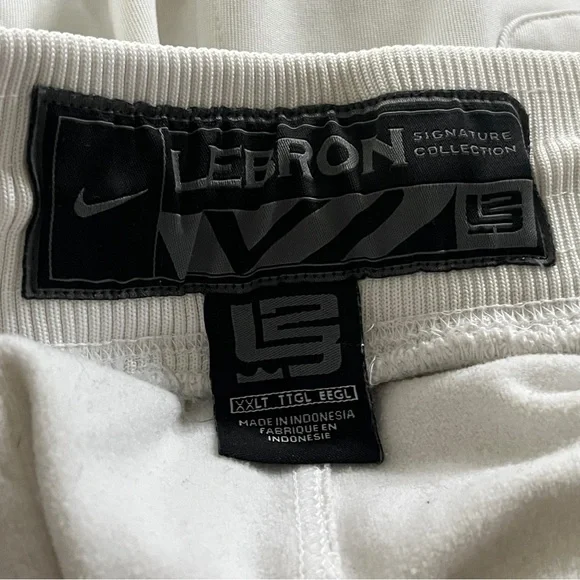 LEBRON
SIGNATURE
COLLECTION
XXLT TTGL EEGL
MADE IN INDONESIA
FABRIQUE EN
INDONESIE